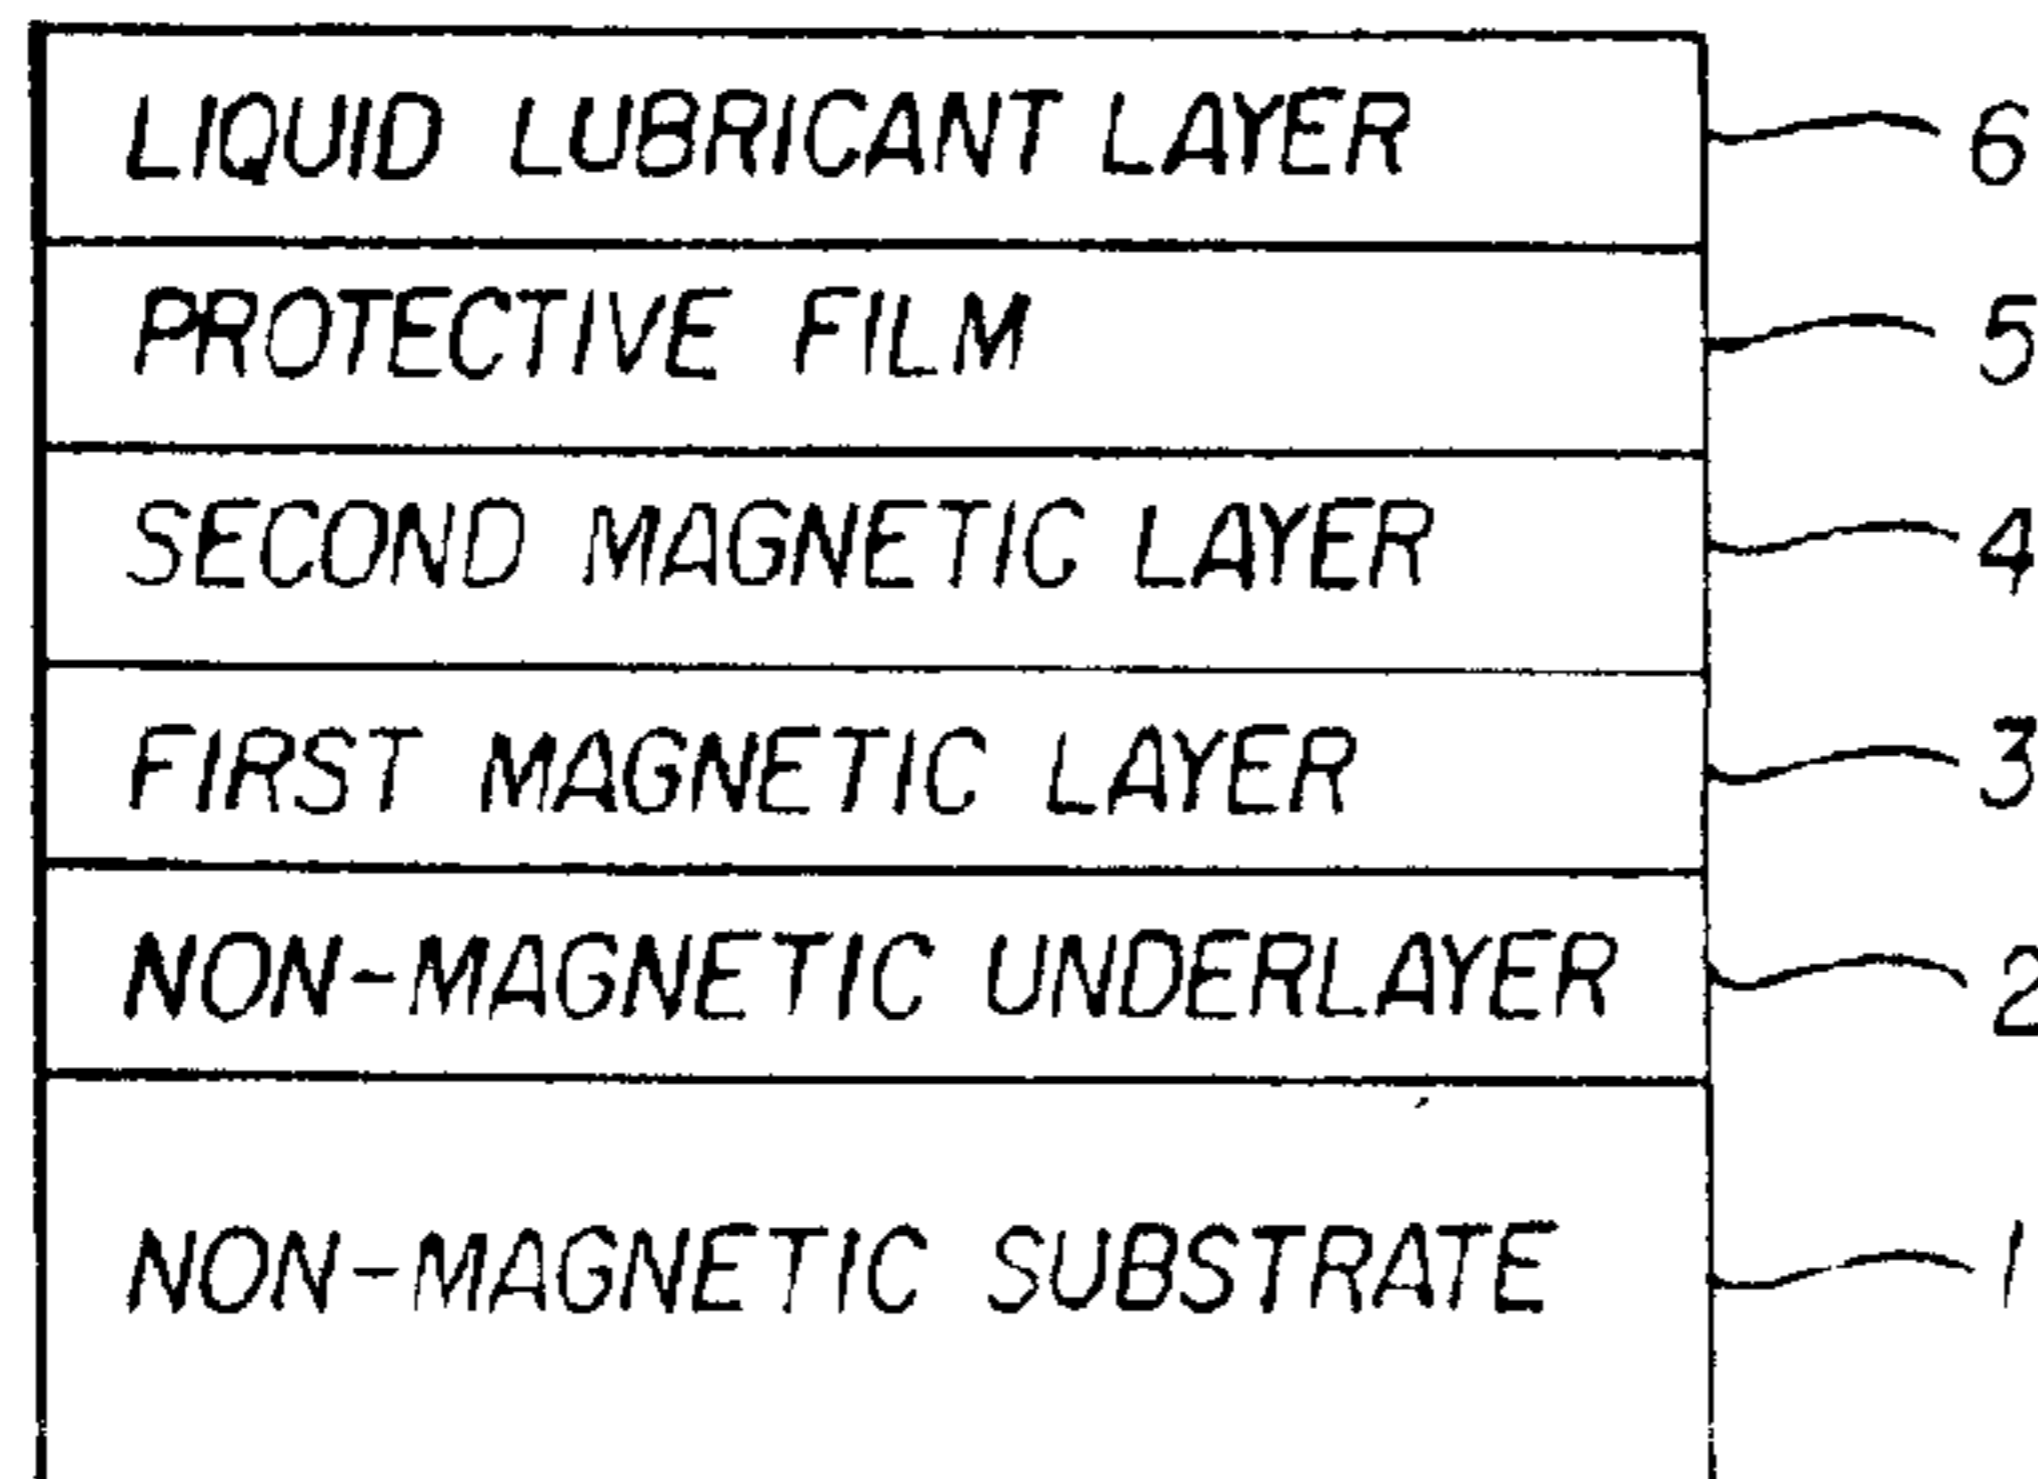 LIQUID LUBRICANT LAYER 6
PROTECTIVE FILM 5
SECOND MAGNETIC LAYER 4
FIRST MAGNETIC LAYER 3
NON-MAGNETIC UNDERLAYER 2
NON-MAGNETIC SUBSTRATE 1